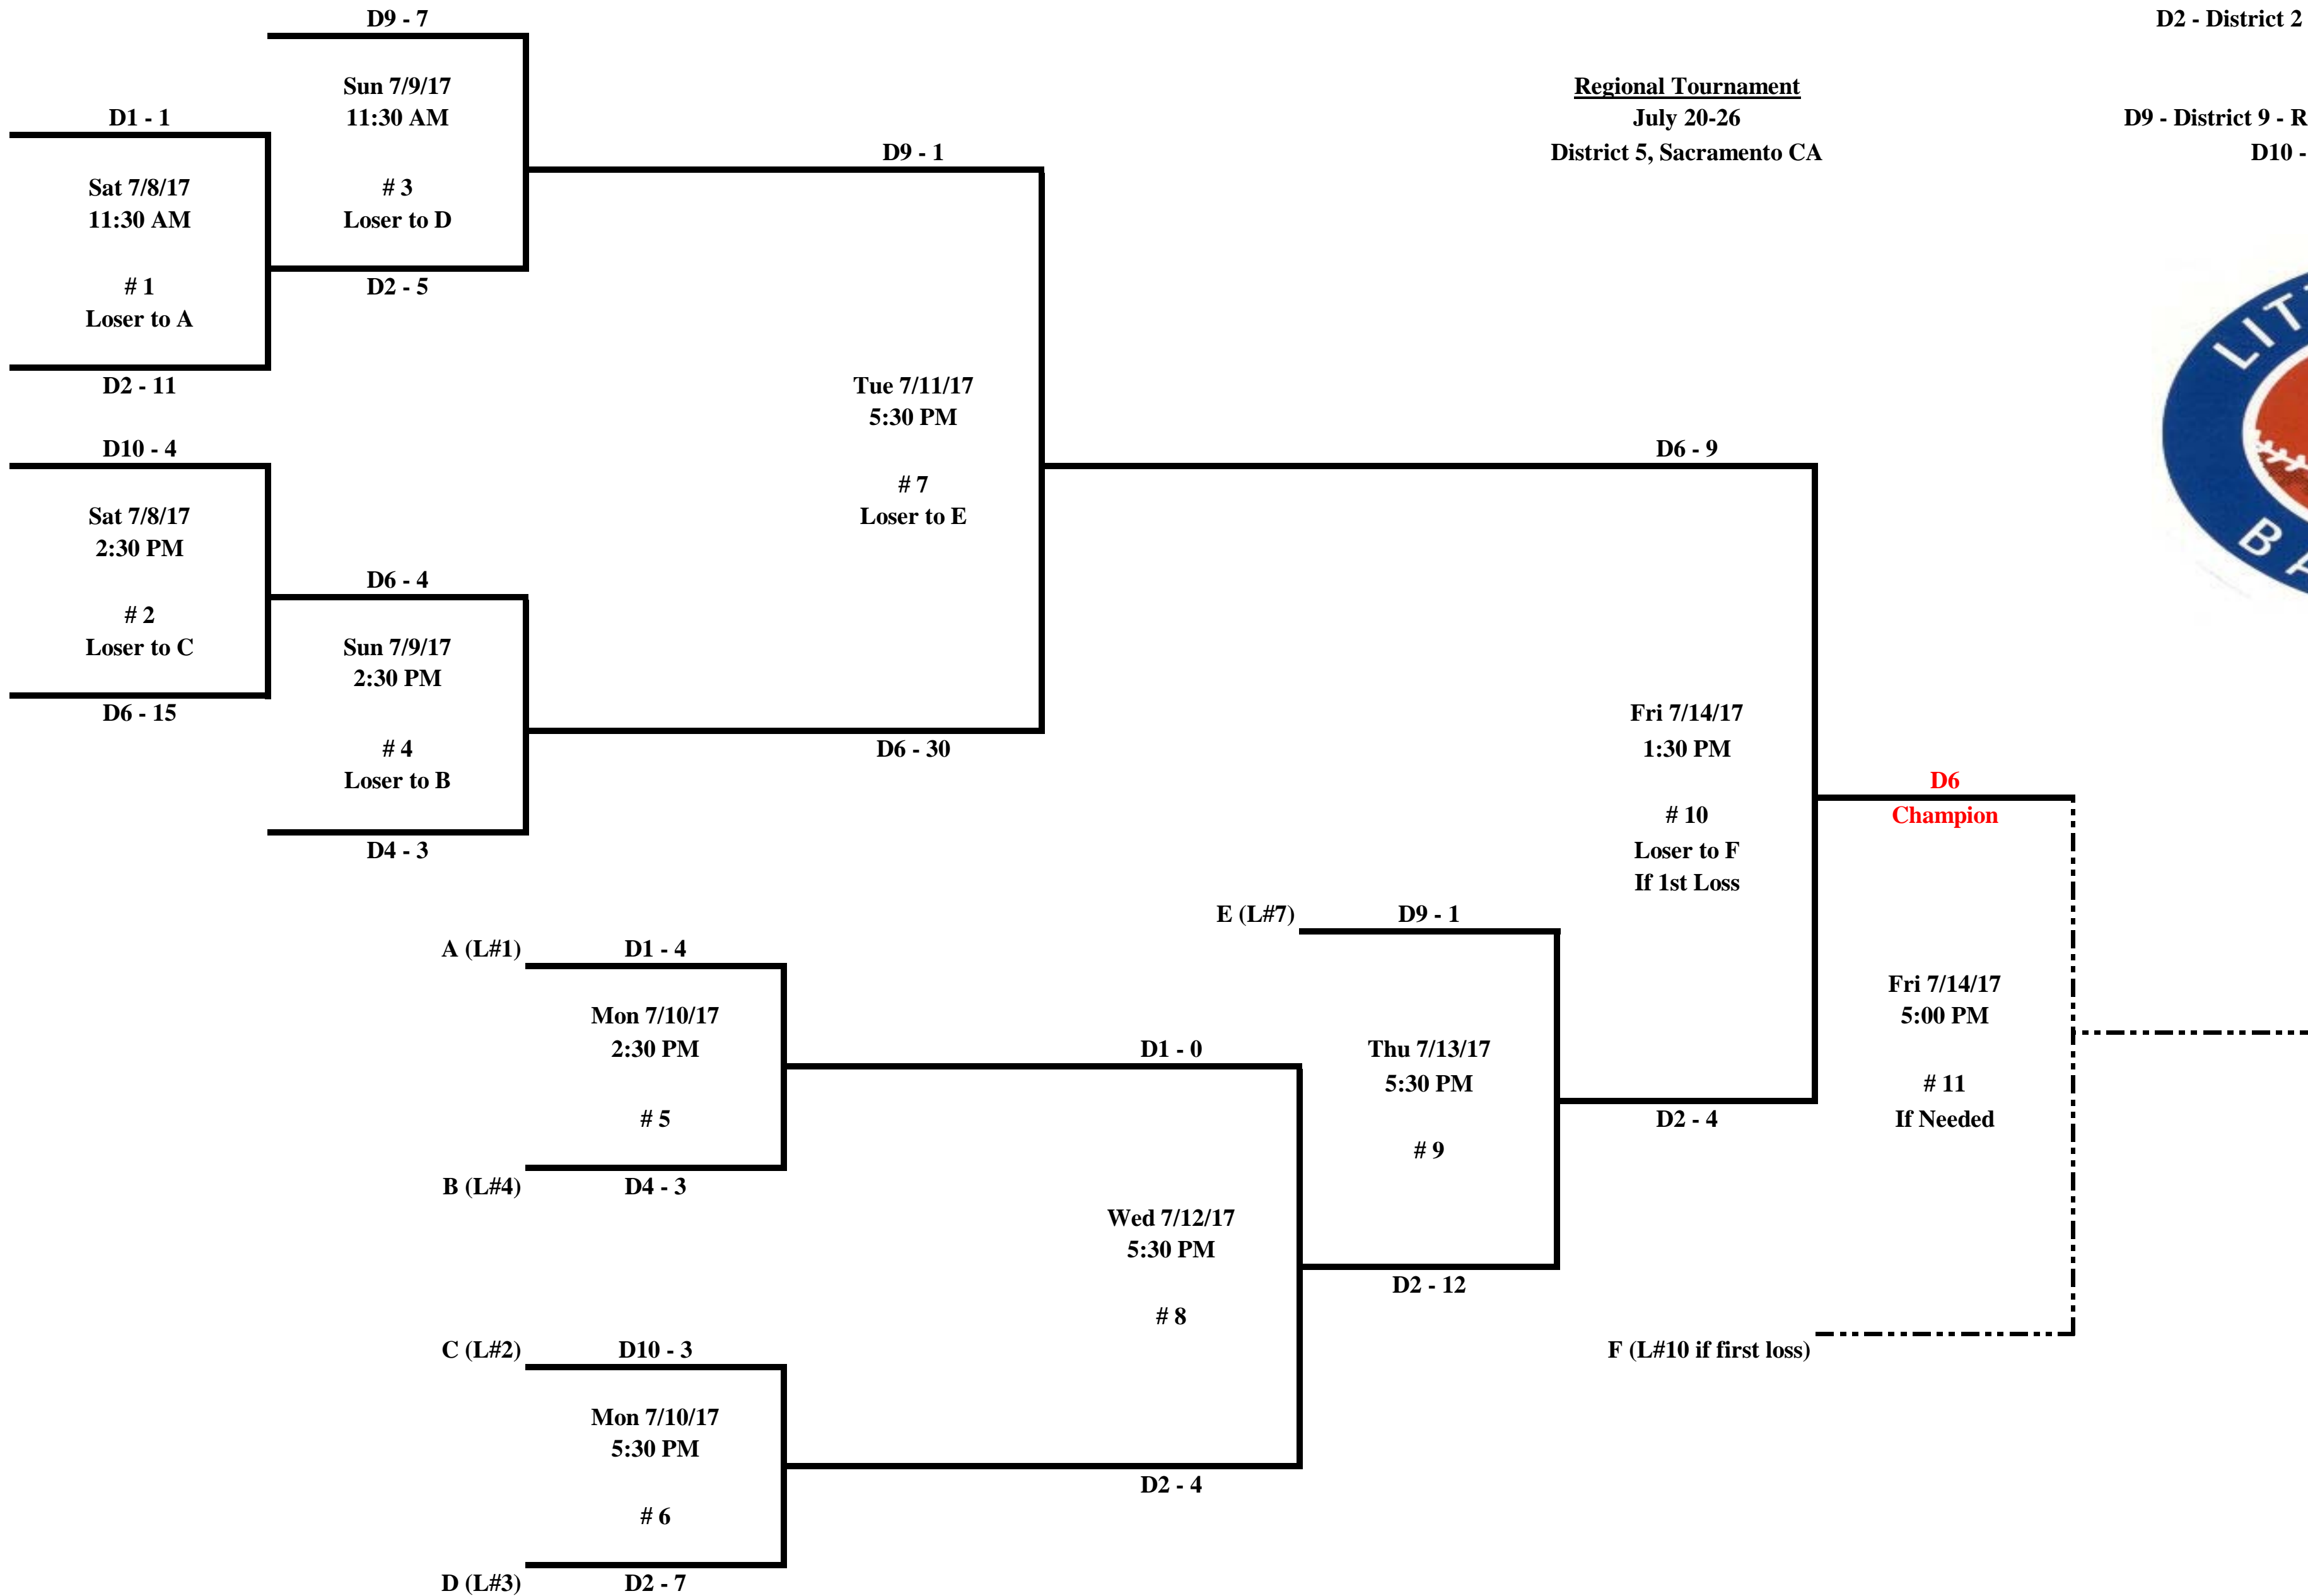 D9 - 7
D2 - District 2
Sun 7/9/17
11:30 AM
# 3
Loser to D
D2 - 5
Regional Tournament
July 20-26
District 5, Sacramento CA
D9 - District 9 - R
D10 -
D1 - 1
Sat 7/8/17
11:30 AM
# 1
Loser to A
D2 - 11
D9 - 1
LIT
BA
Tue 7/11/17
5:30 PM
# 7
Loser to E
D10 - 4
Sat 7/8/17
2:30 PM
# 2
Loser to C
D6 - 15
D6 - 9
D6 - 4
Sun 7/9/17
2:30 PM
# 4
Loser to B
D4 - 3
D6 - 30
Fri 7/14/17
1:30 PM
# 10
Loser to F
If 1st Loss
D6
Champion
E (L#7)
D9 - 1
A (L#1)
D1 - 4
Mon 7/10/17
2:30 PM
# 5
B (L#4)
D4 - 3
D1 - 0
Thu 7/13/17
5:30 PM
# 9
D2 - 4
Fri 7/14/17
5:00 PM
# 11
If Needed
Wed 7/12/17
5:30 PM
# 8
D2 - 12
C (L#2)
D10 - 3
F (L#10 if first loss)
Mon 7/10/17
5:30 PM
# 6
D2 - 4
D (L#3)
D2 - 7